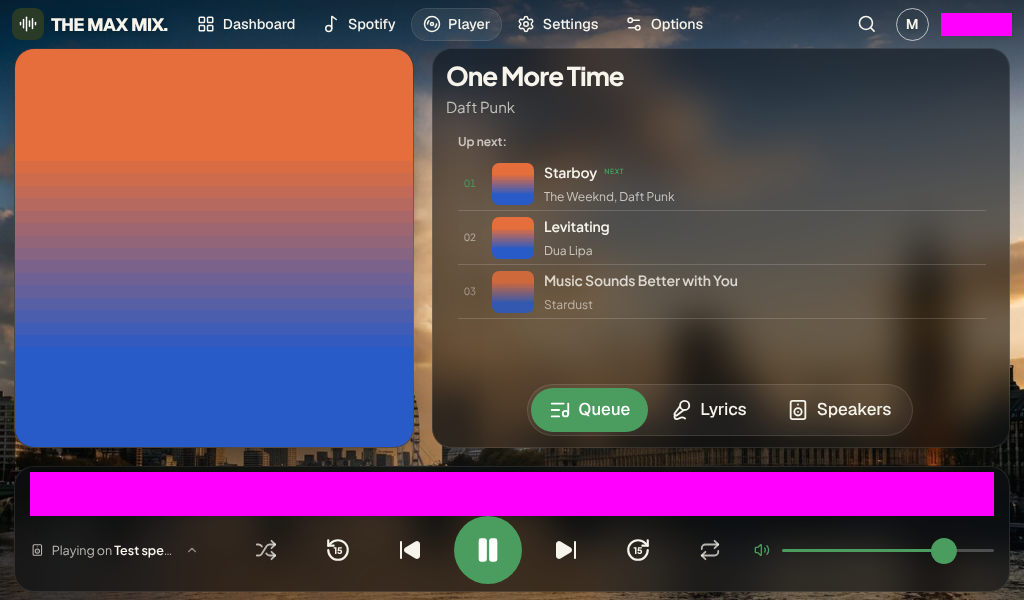 THE MAX MIX.
Dashboard
Spotify
Player
Settings
Options
M
One More Time
Daft Punk
Up next:
01
Starboy NEXT
The Weeknd, Daft Punk
02
Levitating
Dua Lipa
03
Music Sounds Better with You
Stardust
Queue
Lyrics
Speakers
Playing on Test spe...
15
15